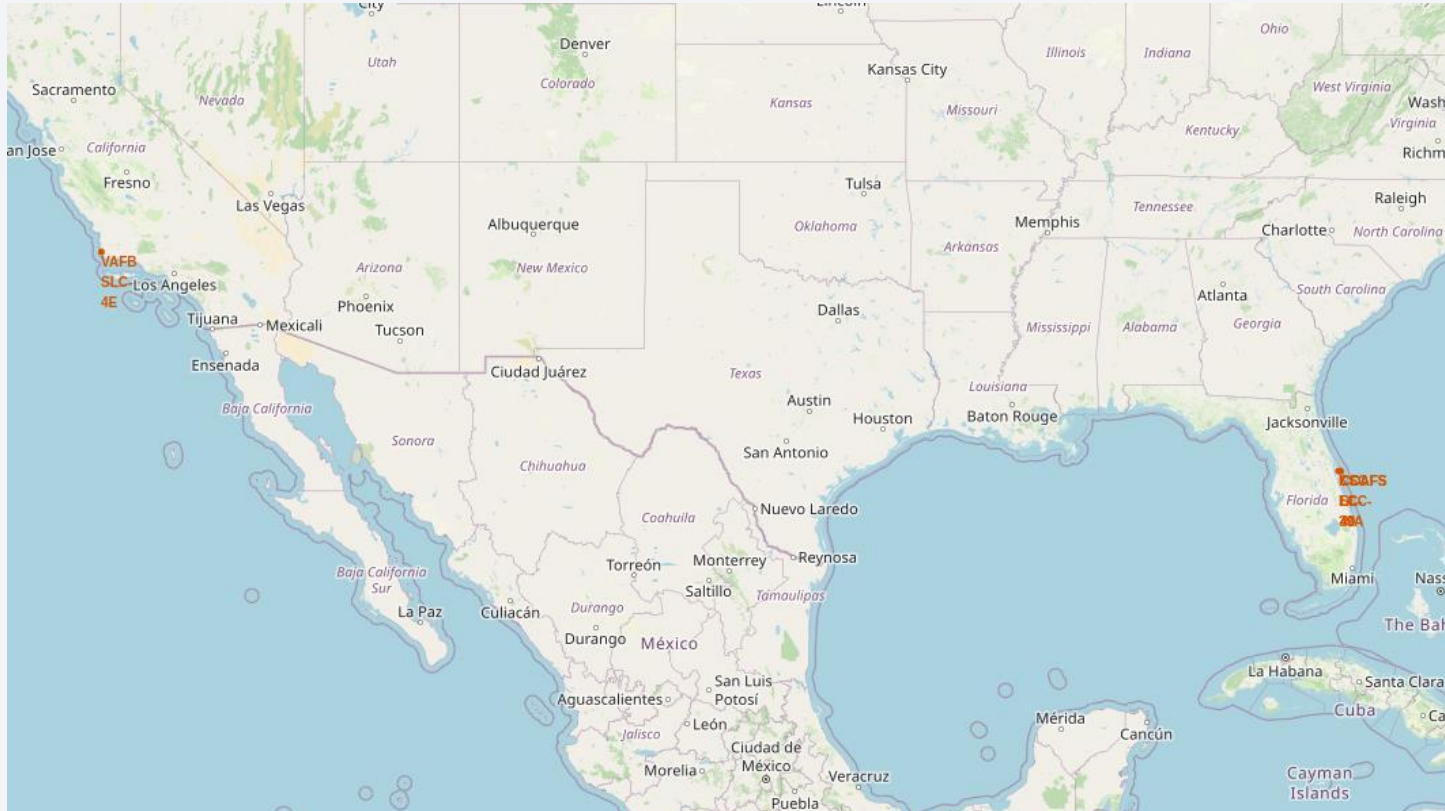 City
Lincoln
Denver
Utah
Colorado
Sacramento
Nevada
Kansas City
Kansas
Missouri
Illinois
Indiana
Ohio
West Virginia
Wash
Virginia
Kentucky
Richm
an Jose
California
Fresno
Las Vegas
Tulsa
Raleigh
Albuquerque
Oklahoma
Memphis
Tennessee
Charlotte
North Carolina
VAFB
SLC-
4E
Los Angeles
Arizona
New Mexico
Arkansas
South Carolina
Phoenix
Atlanta
Tijuana
Mexicali
Tucson
Dallas
Mississippi
Alabama
Georgia
Ensenada
Ciudad Juárez
Texas
Louisiana
Baja California
Austin
Houston
Baton Rouge
Jacksonville
Sonora
San Antonio
Chihuahua
Florida
Nuevo Laredo
Coahuila
Torreón
Monterrey
Reynosa
Baja California
Sur
Saltillo
Tamaulipas
Miami
Nass
La Paz
Culiacán
Durango
Durango
México
The Bah
La Habana
Santa Clara
San Luis
Potosí
Aguascalientes
Cuba
León
Ca
Jalisco
Mérida
Cancún
Ciudad de
México
Morelia
Veracruz
Puebla
Cayman
Islands